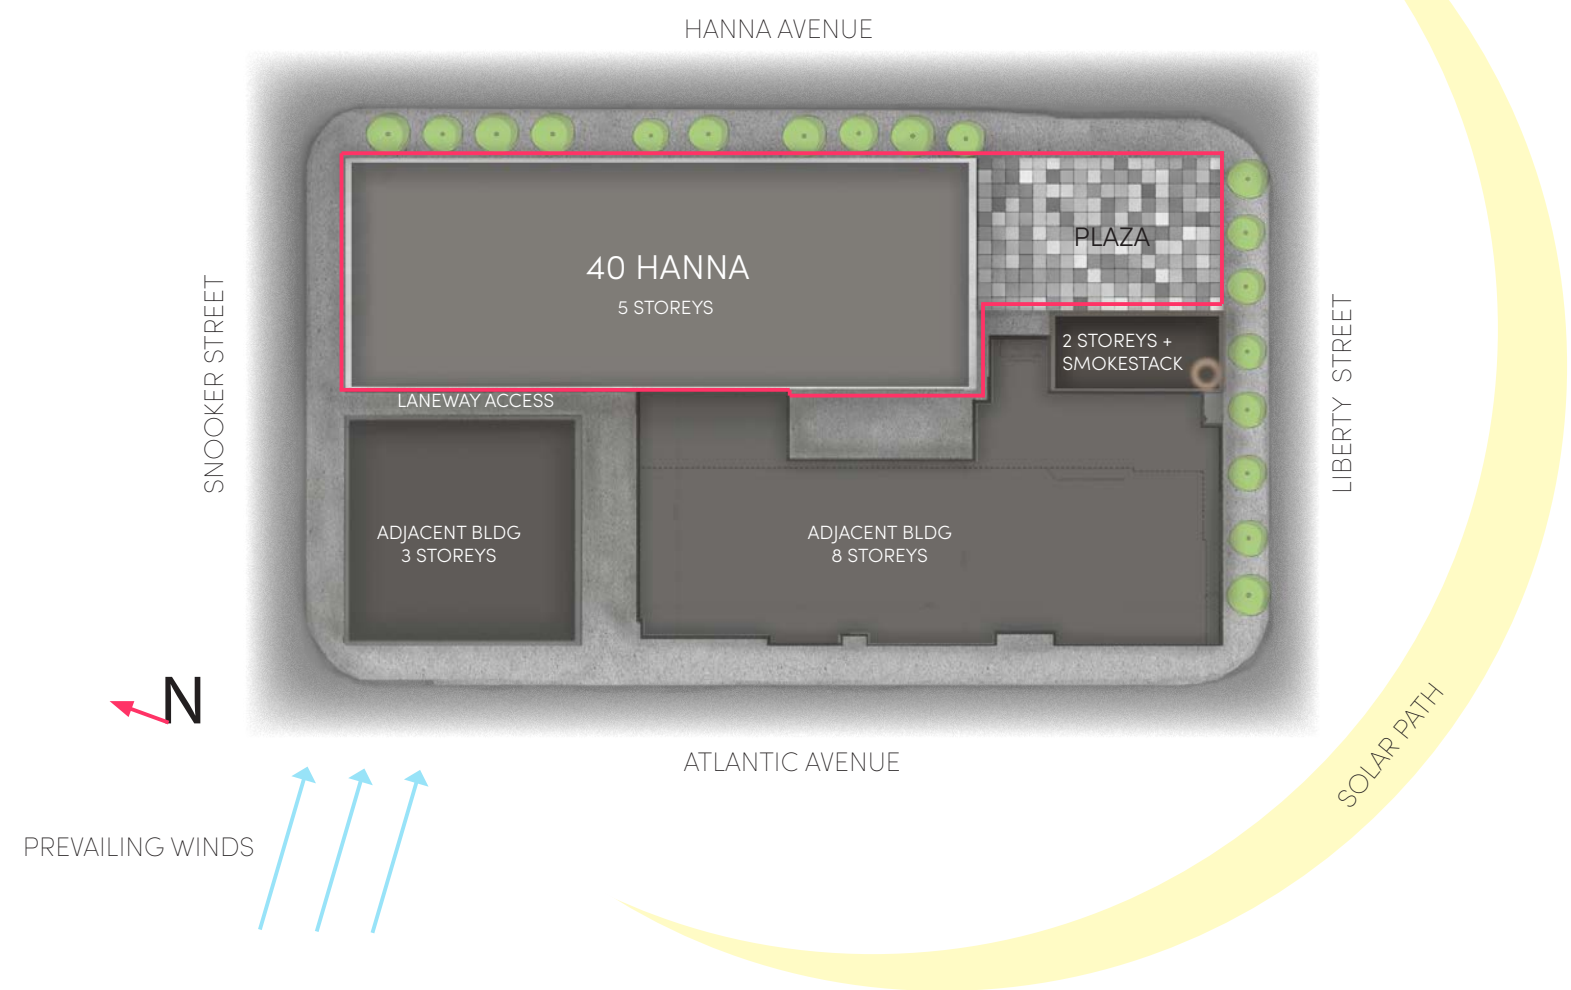 HANNA AVENUE
40 HANNA
5 STOREYS
PLAZA
SNOOKER STREET
LIBERTY STREET
2 STOREYS +
SMOKESTACK
LANEWAY ACCESS
ADJACENT BLDG
3 STOREYS
ADJACENT BLDG
8 STOREYS
N
SOLAR PATH
ATLANTIC AVENUE
PREVAILING WINDS